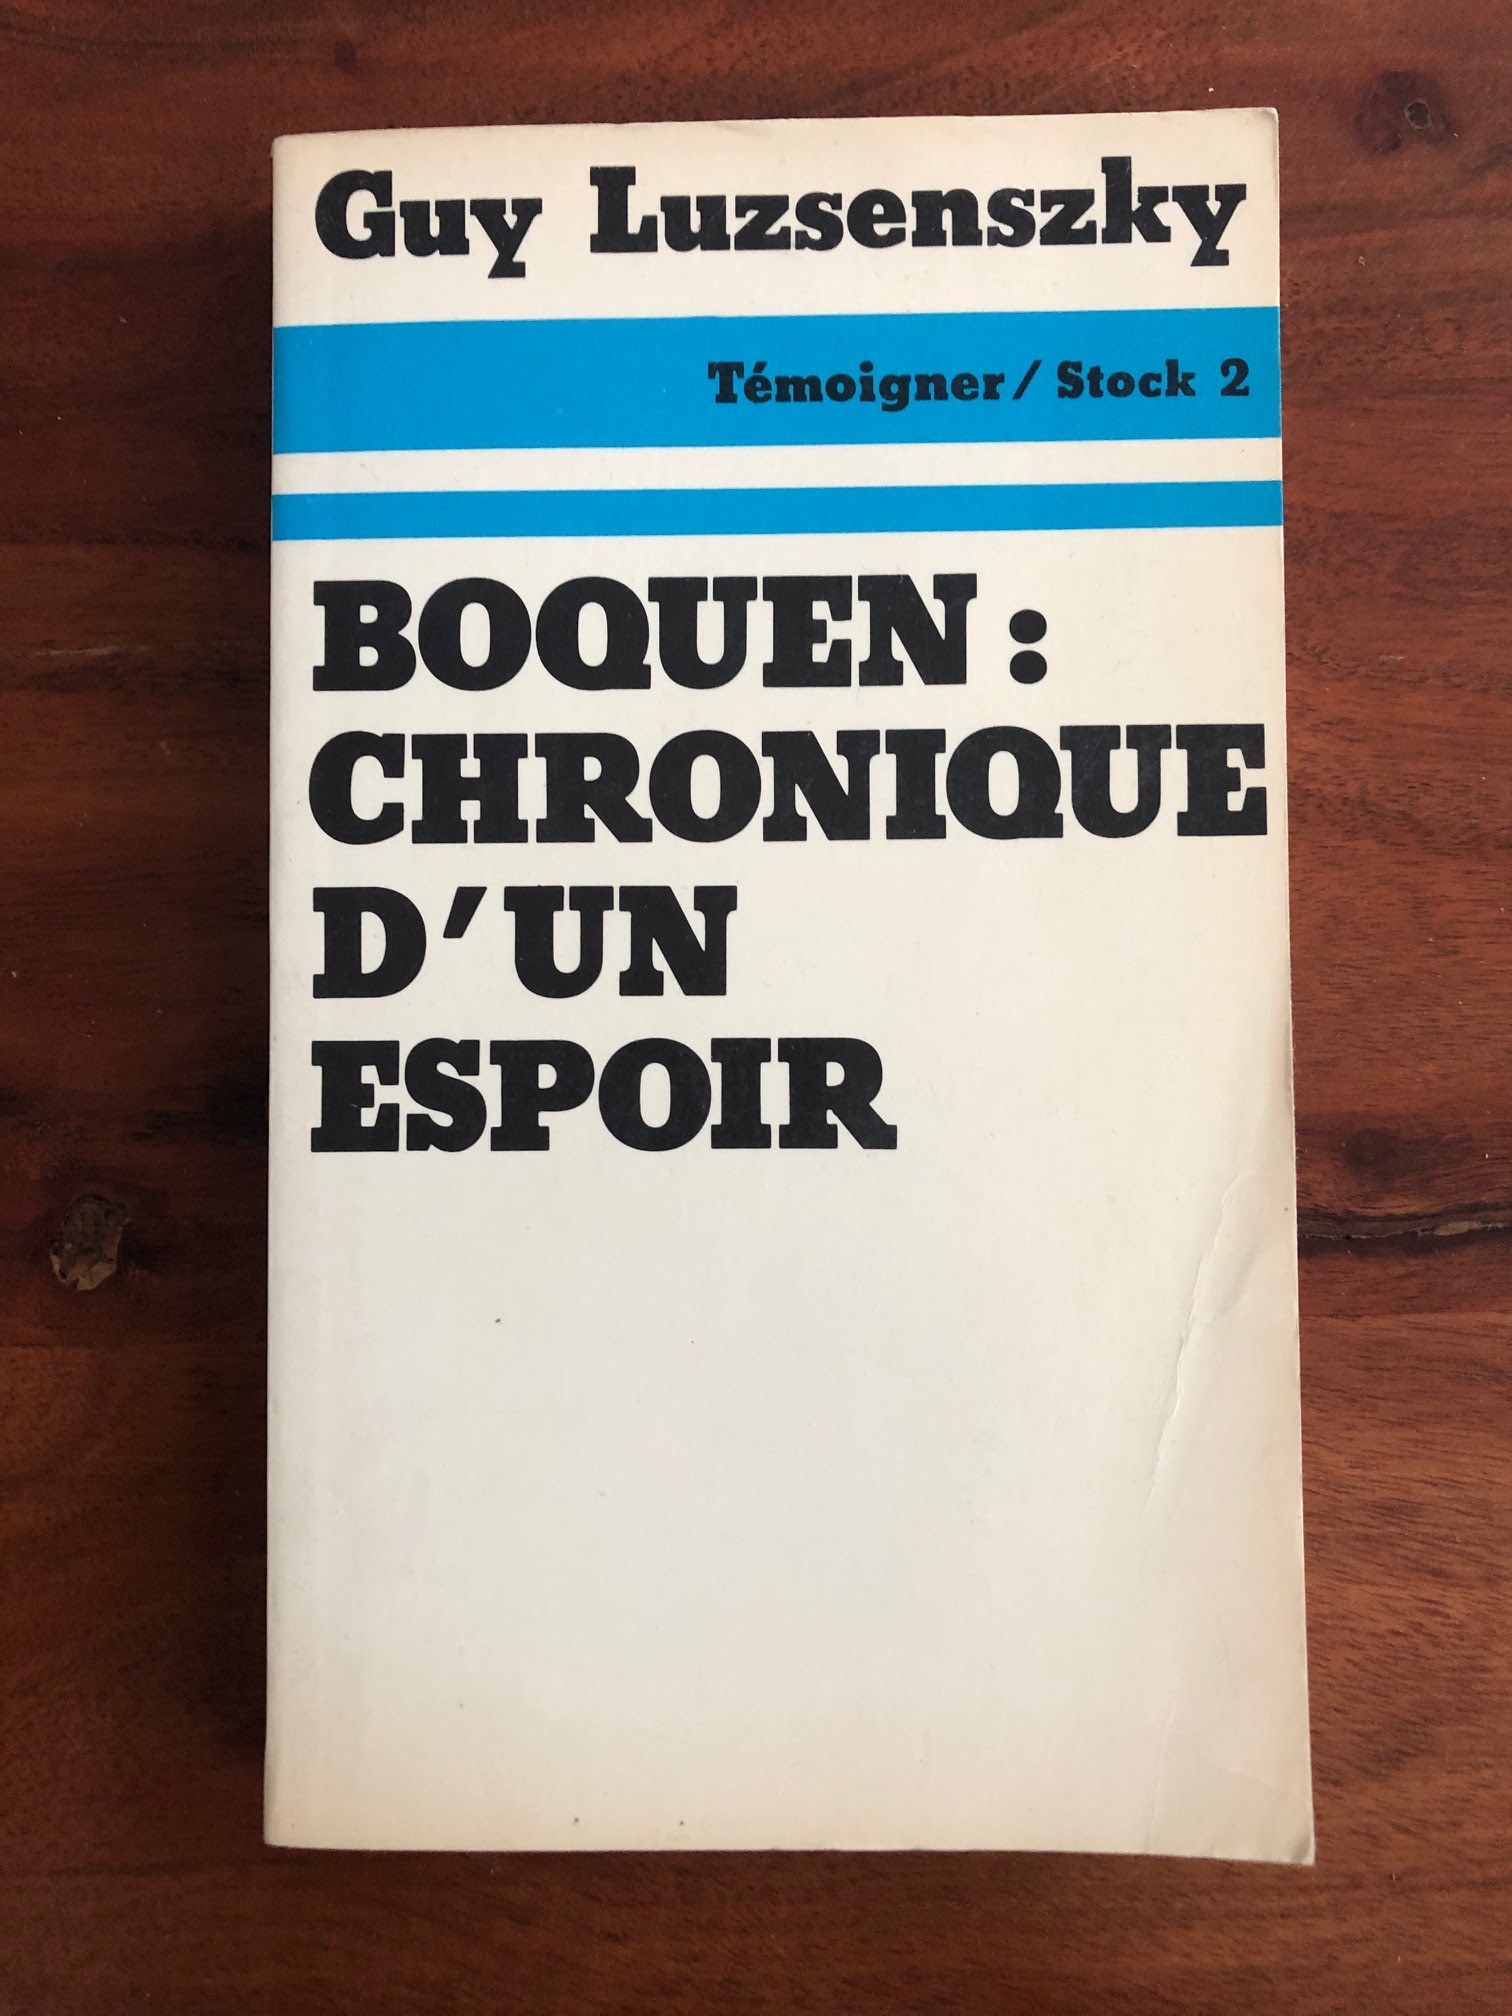 Guy Luzsenszky
Témoigner / Stock 2
BOQUEN :
CHRONIQUE
D'UN
ESPOIR